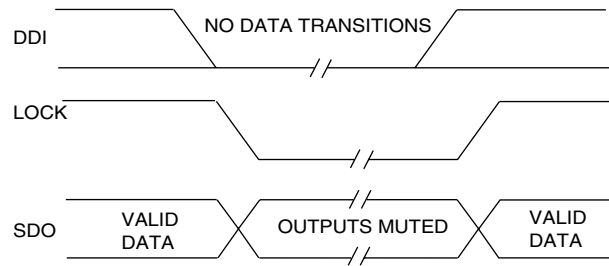 NO DATA TRANSITIONS
DDI
LOCK
SDO
VALID
DATA
OUTPUTS MUTED
VALID
DATA